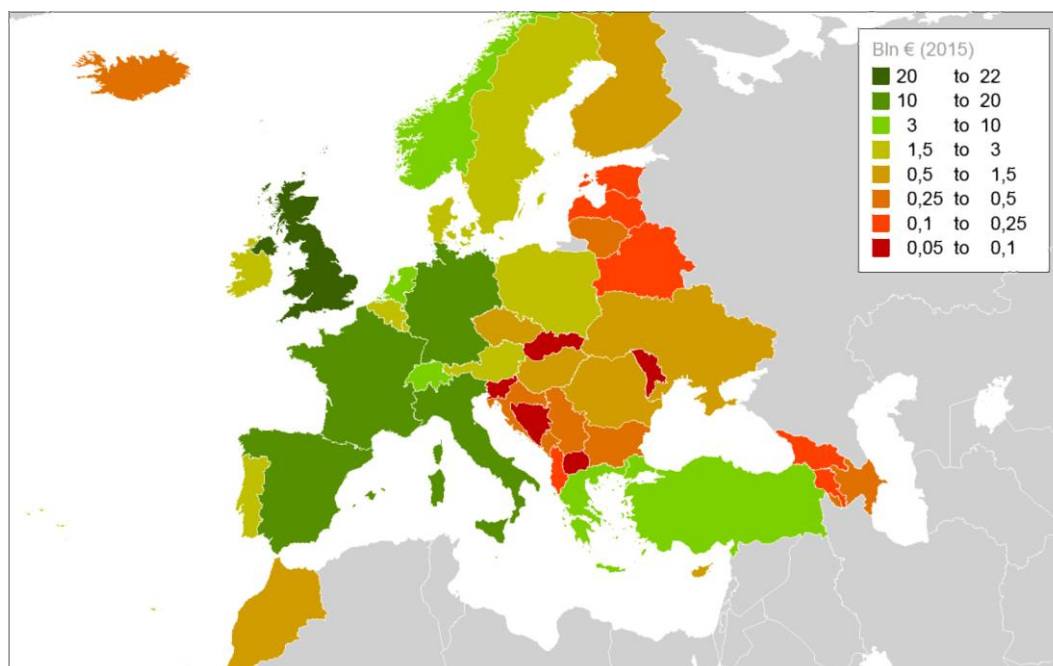 Bln € (2015)
20 to 22
10 to 20
3 to 10
1,5 to 3
0,5 to 1,5
0,25 to 0,5
0,1 to 0,25
0,05 to 0,1